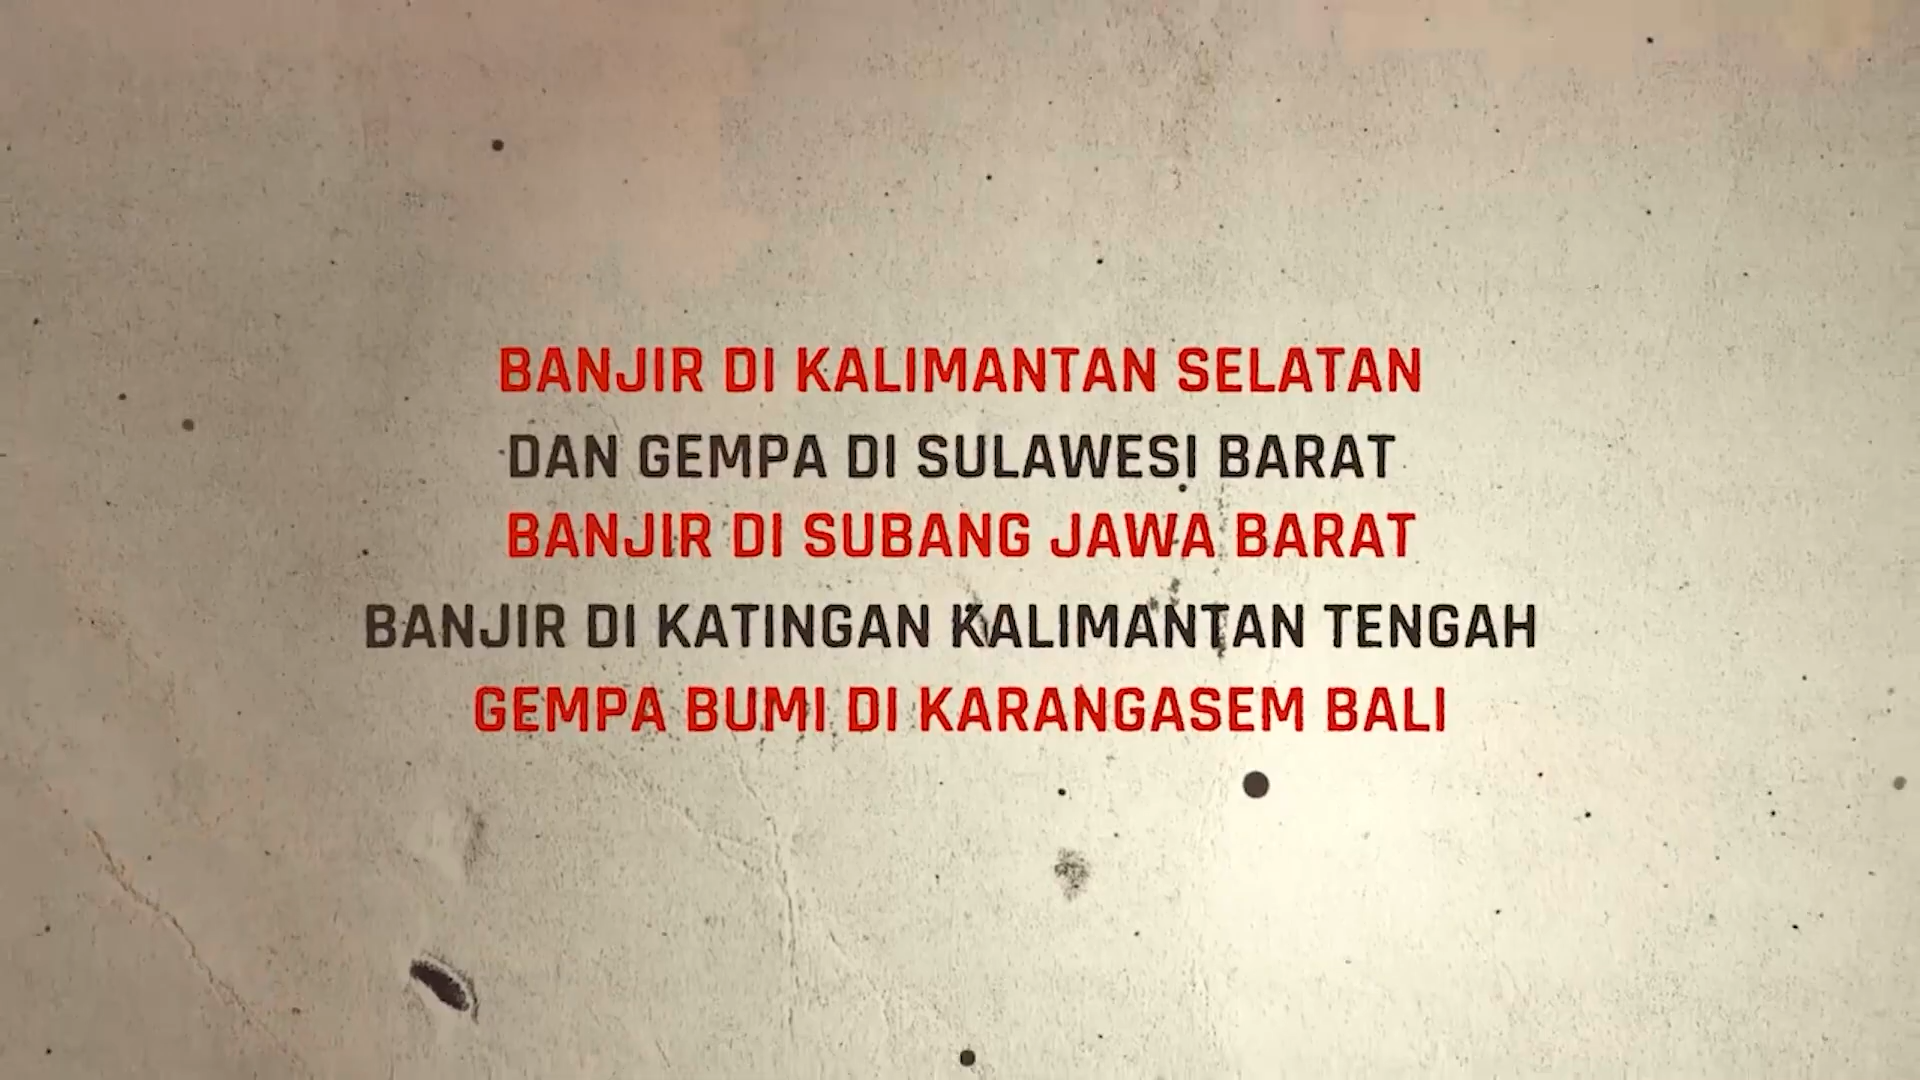 BANJIR DI KALIMANTAN SELATAN
DAN GEMPA DI SULAWESI BARAT
BANJIR DI SUBANG JAWA BARAT
BANJIR DI KATINGAN KALIMANTAN TENGAH
GEMPA BUMI DI KARANGASEM BALI